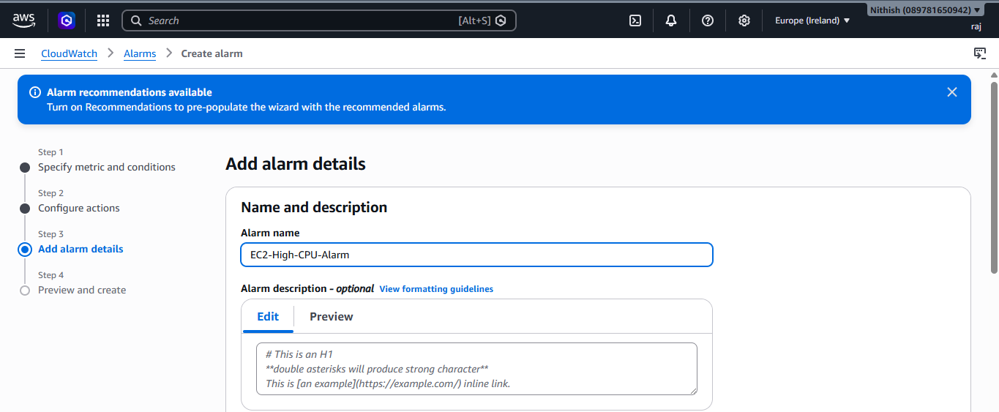 aws
Search [Alt+S]
Europe (Ireland)
Nithish (089781650942)
raj
CloudWatch
Alarms
Create alarm
Alarm recommendations available
Turn on Recommendations to pre-populate the wizard with the recommended alarms.
Step 1
Specify metric and conditions
Step 2
Configure actions
Step 3
Add alarm details
Step 4
Preview and create
Add alarm details
Name and description
Alarm name
EC2-High-CPU-Alarm
Alarm description - optional View formatting guidelines
Edit
Preview
# This is an H1
**double asterisks will produce strong character**
This is [an example](https://example.com/) inline link.